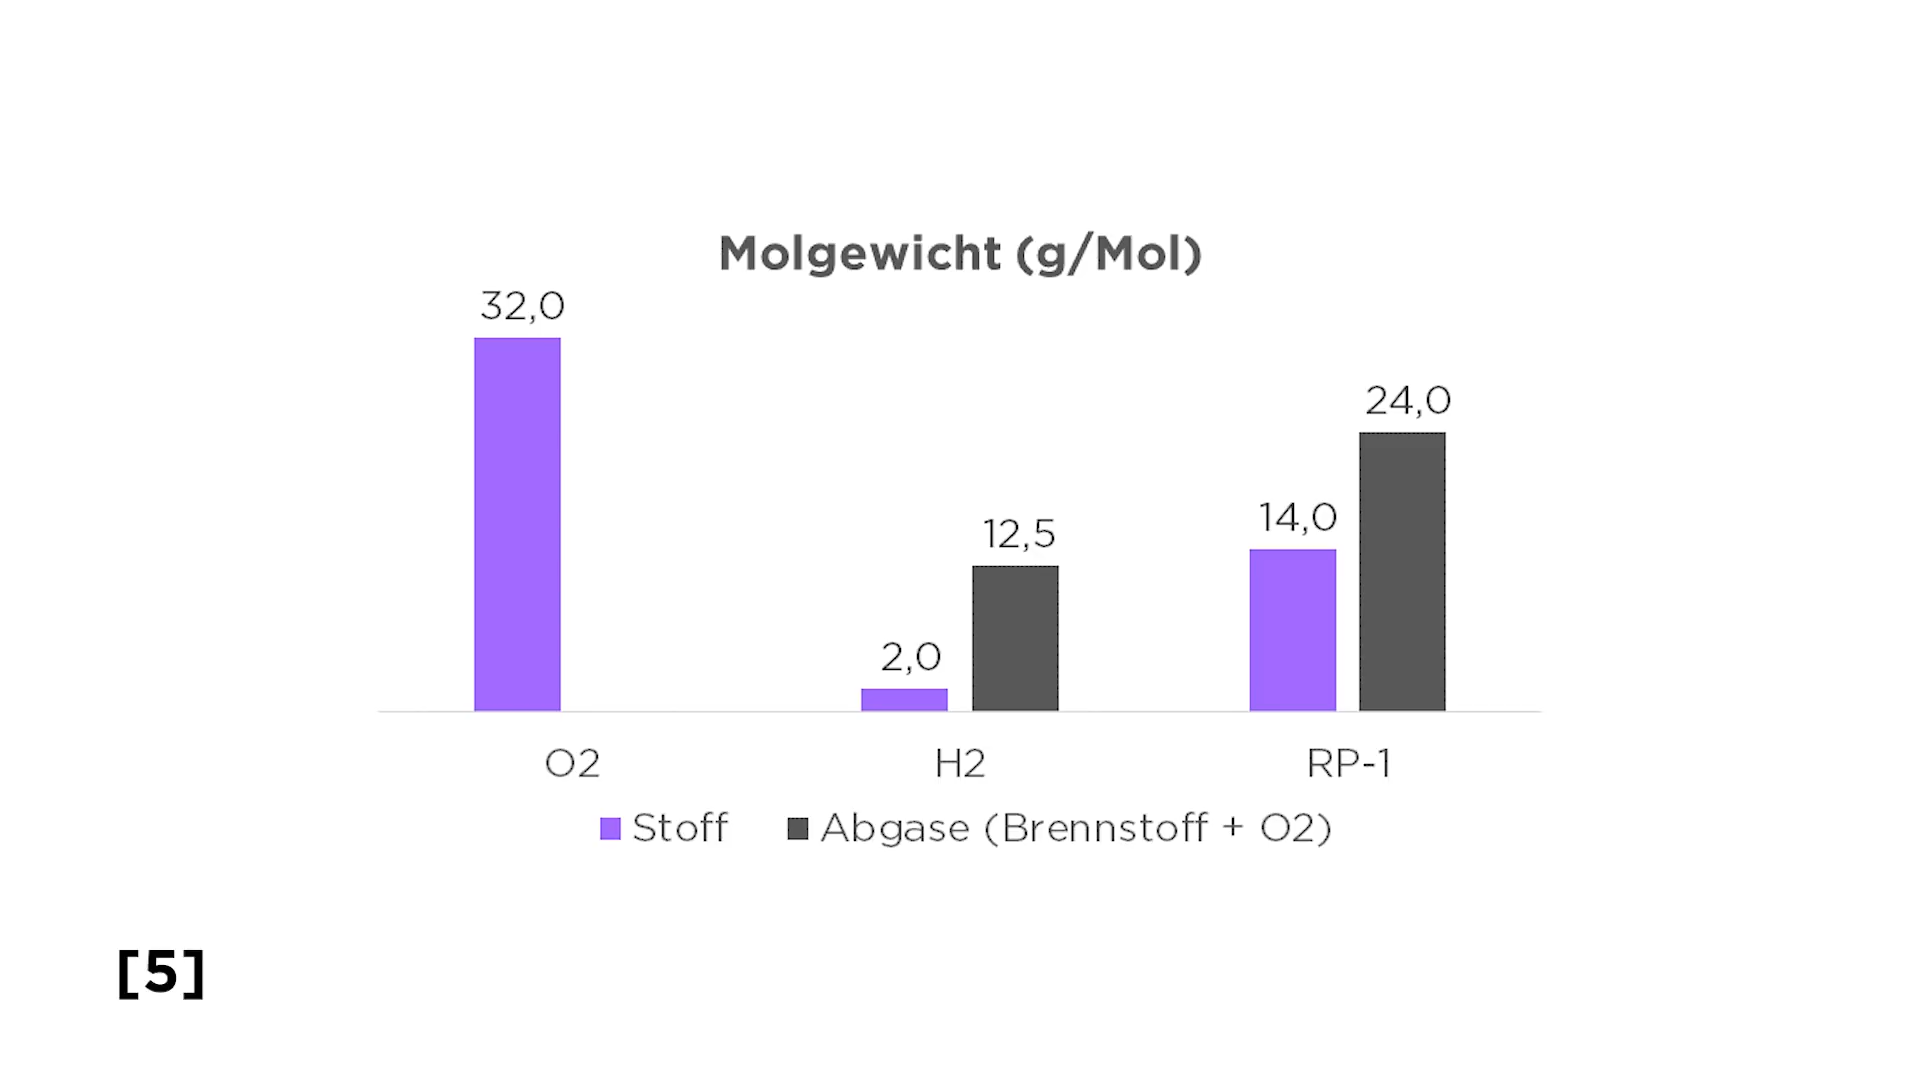 Molgewicht (g/Mol)
32,0
24,0
14,0
12,5
2,0
O2 H2 RP-1
Stoff Abgase (Brennstoff + O2)
[5]